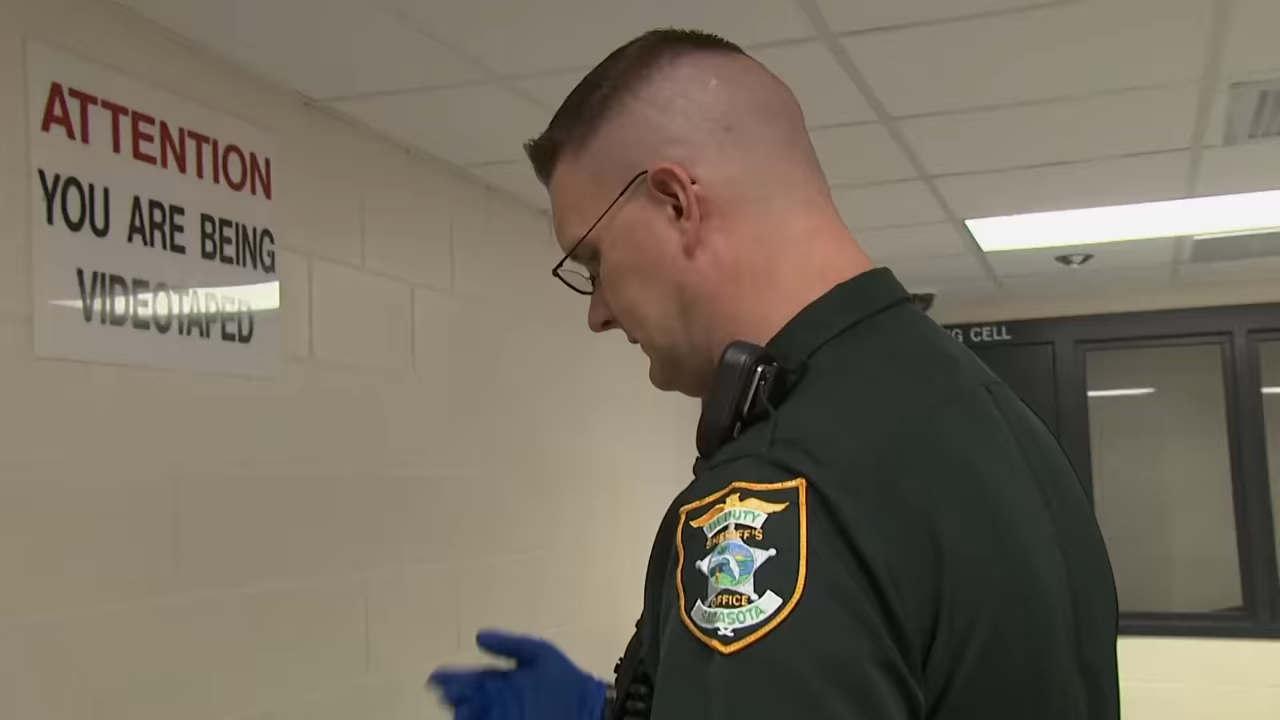 ATTENTION
YOU ARE BEING
VIDEOTAPED
G CELL
DEPUTY
SHERIFF'S
OFFICE
SARASOTA